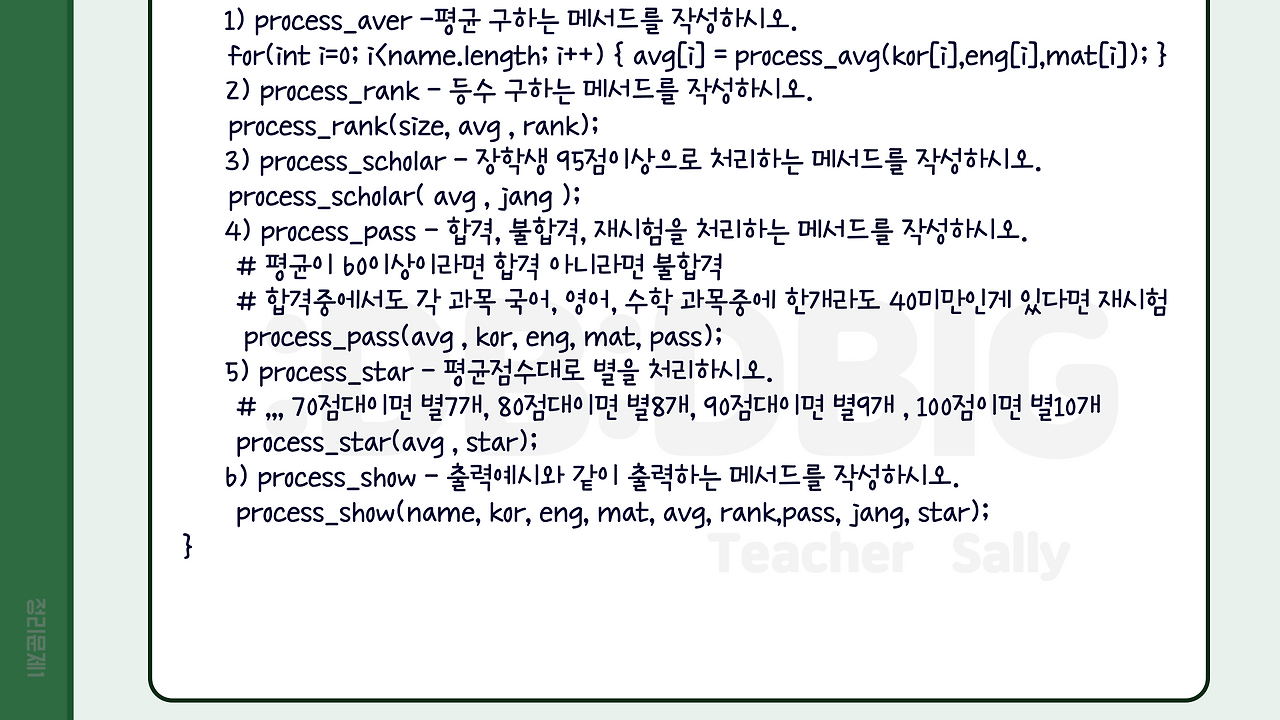 1) process_aver -평균 구하는 메서드를 작성하시오.
for(int i=0; i<name.length; i++) { avg[i] = process_avg(kor[i],eng[i],mat[i]); }
2) process_rank - 등수 구하는 메서드를 작성하시오.
process_rank(size, avg , rank);
3) process_scholar - 장학생 95점이상으로 처리하는 메서드를 작성하시오.
process_scholar( avg , jang );
4) process_pass - 합격, 불합격, 재시험을 처리하는 메서드를 작성하시오.
# 평균이 60이상이라면 합격 아니라면 불합격
# 합격중에서도 각 과목 국어, 영어, 수학 과목중에 한개라도 40미만인게 있다면 재시험
process_pass(avg , kor, eng, mat, pass);
5) process_star - 평균점수대로 별을 처리하시오.
# ,,, 70점대이면 별7개, 80점대이면 별8개, 90점대이면 별9개 , 100점이면 별10개
process_star(avg , star);
6) process_show - 출력예시와 같이 출력하는 메서드를 작성하시오.
process_show(name, kor, eng, mat, avg, rank,pass, jang, star);
}
:DB:DBIG
Teacher Sally
정리문제1